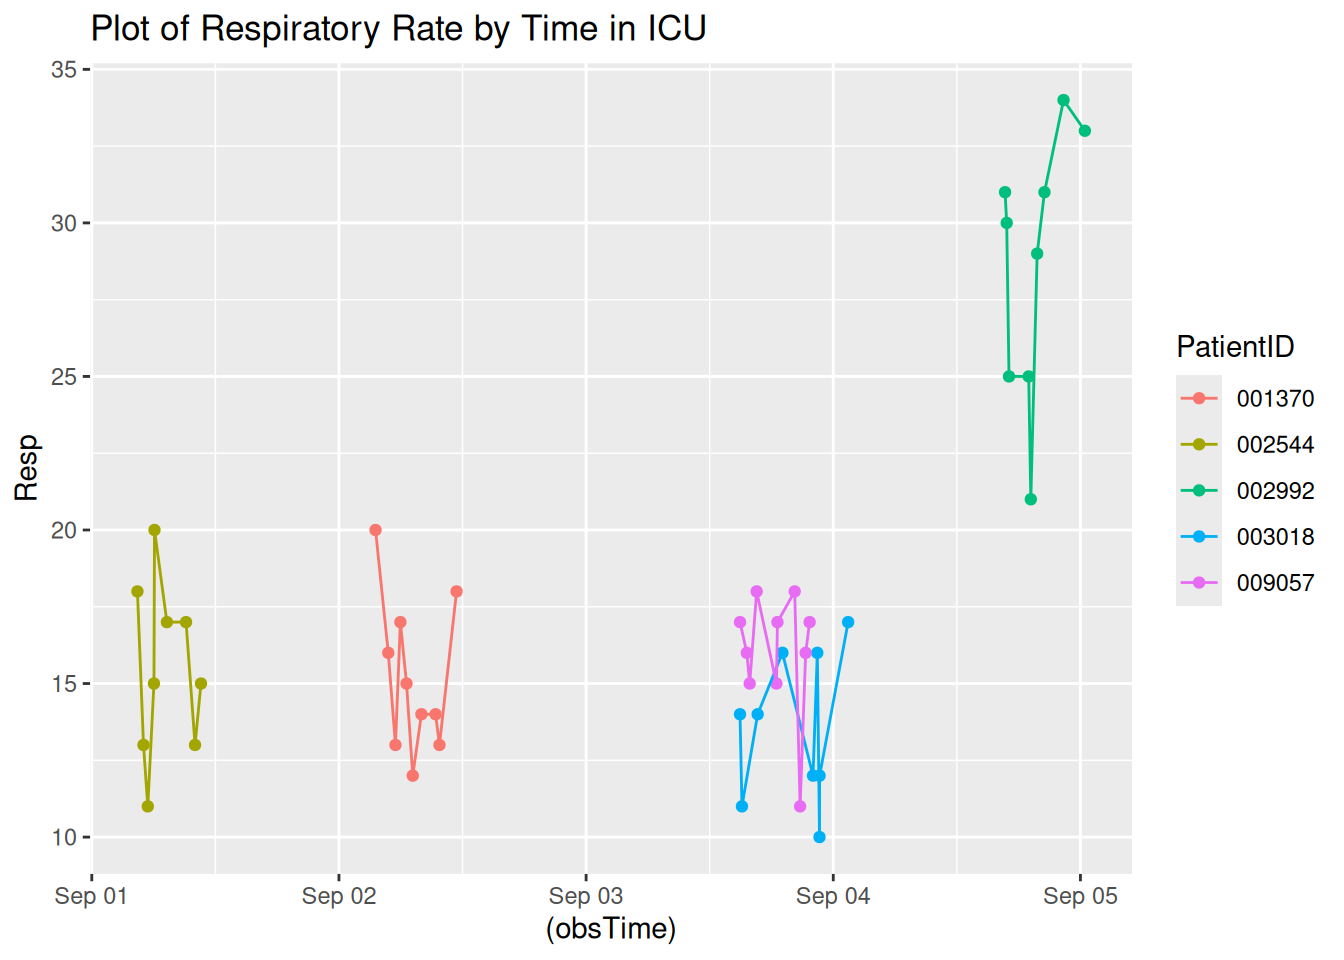 Plot of Respiratory Rate by Time in ICU
35
30
25
20
15
10
Resp
Sep 01 Sep 02 Sep 03 Sep 04 Sep 05
(obsTime)
PatientID
001370
002544
002992
003018
009057